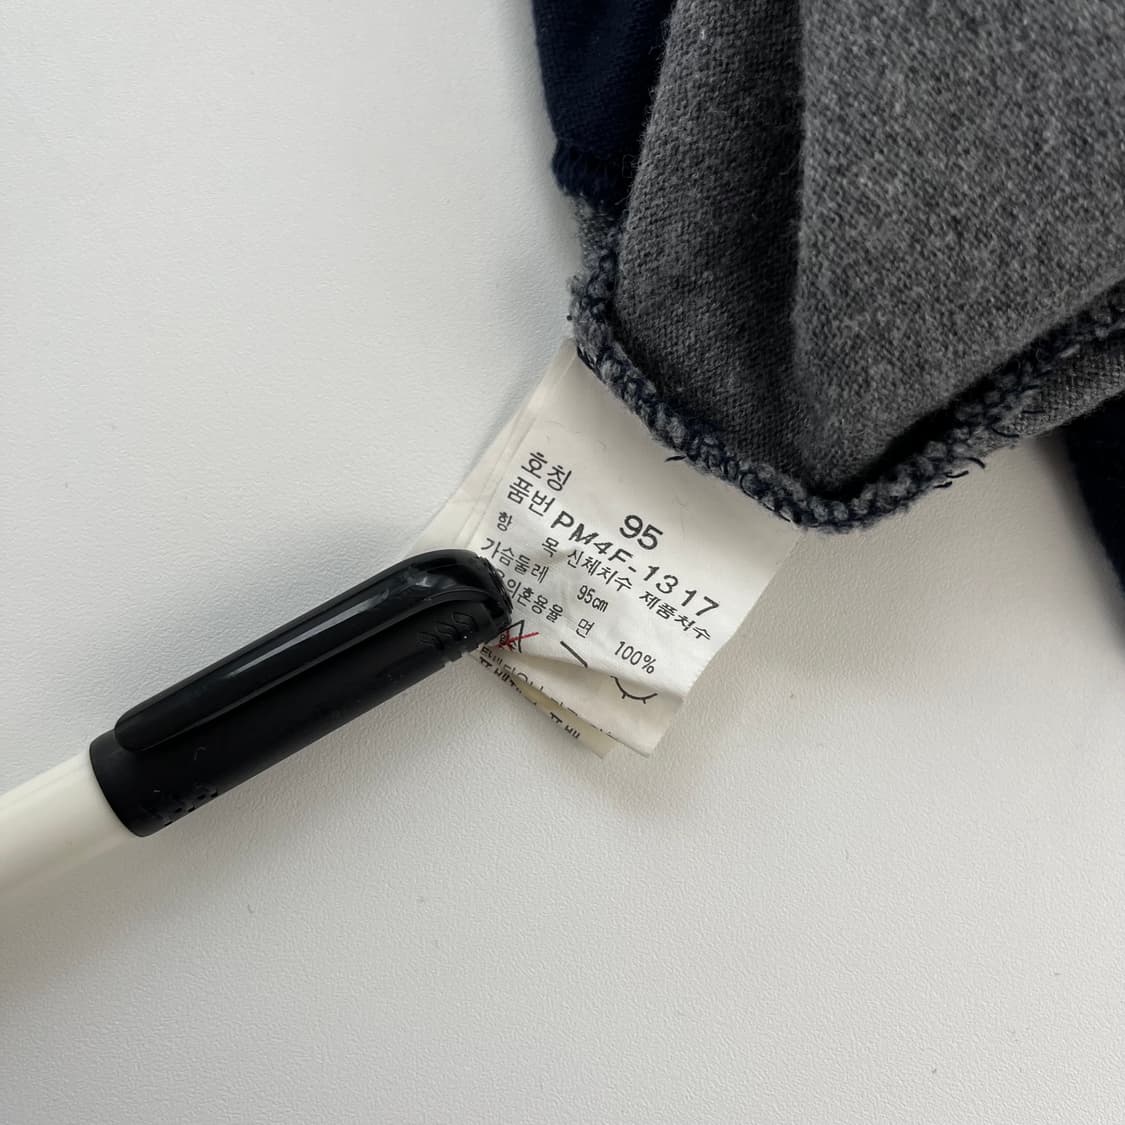 호칭 95
품번 PM4F-1317
항 목 신체치수 제품치수
가슴둘레 95cm
의혼용율 면 100%